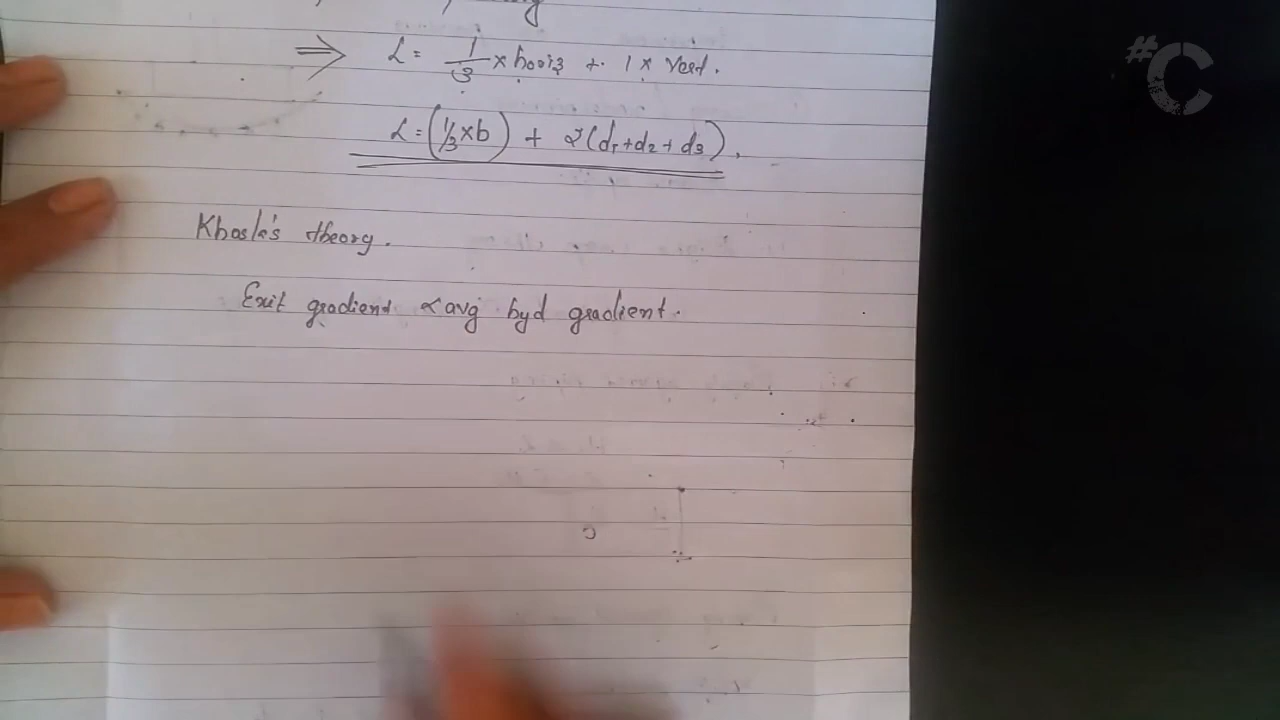 #C
⇒ L = 1/3 × horiz + 1 × Vert.
L = (1/3 × b) + 2(d1+d2+d3).
Khosla's theory.
Exit gradient < avg hyd gradient.